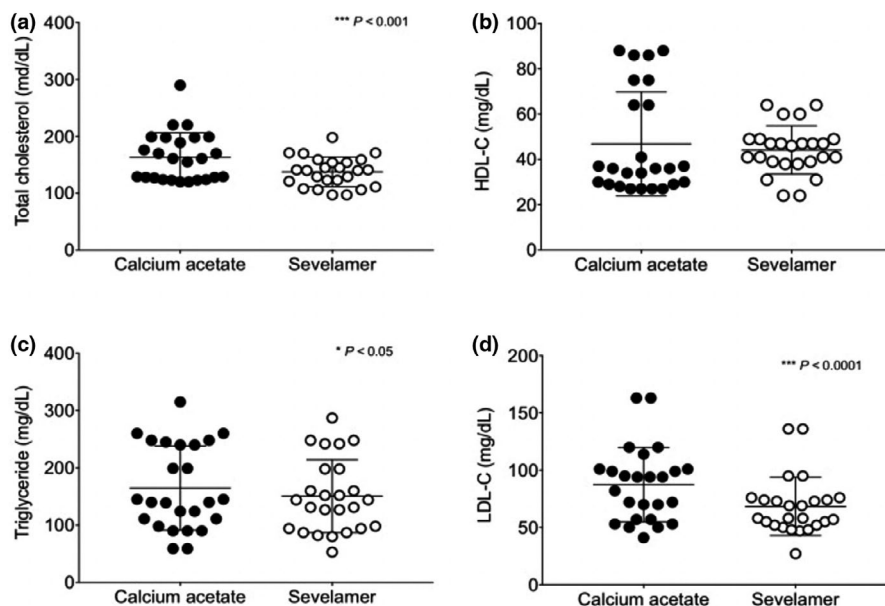 (a)
*** P < 0.001
Total cholesterol (md/dL)
400
300
200
100
0
Calcium acetate Sevelamer
(b)
HDL-C (mg/dL)
100
80
60
40
20
0
Calcium acetate Sevelamer
(c)
* P < 0.05
Triglyceride (mg/dL)
400
300
200
100
0
Calcium acetate Sevelamer
(d)
*** P < 0.0001
LDL-C (mg/dL)
200
150
100
50
0
Calcium acetate Sevelamer